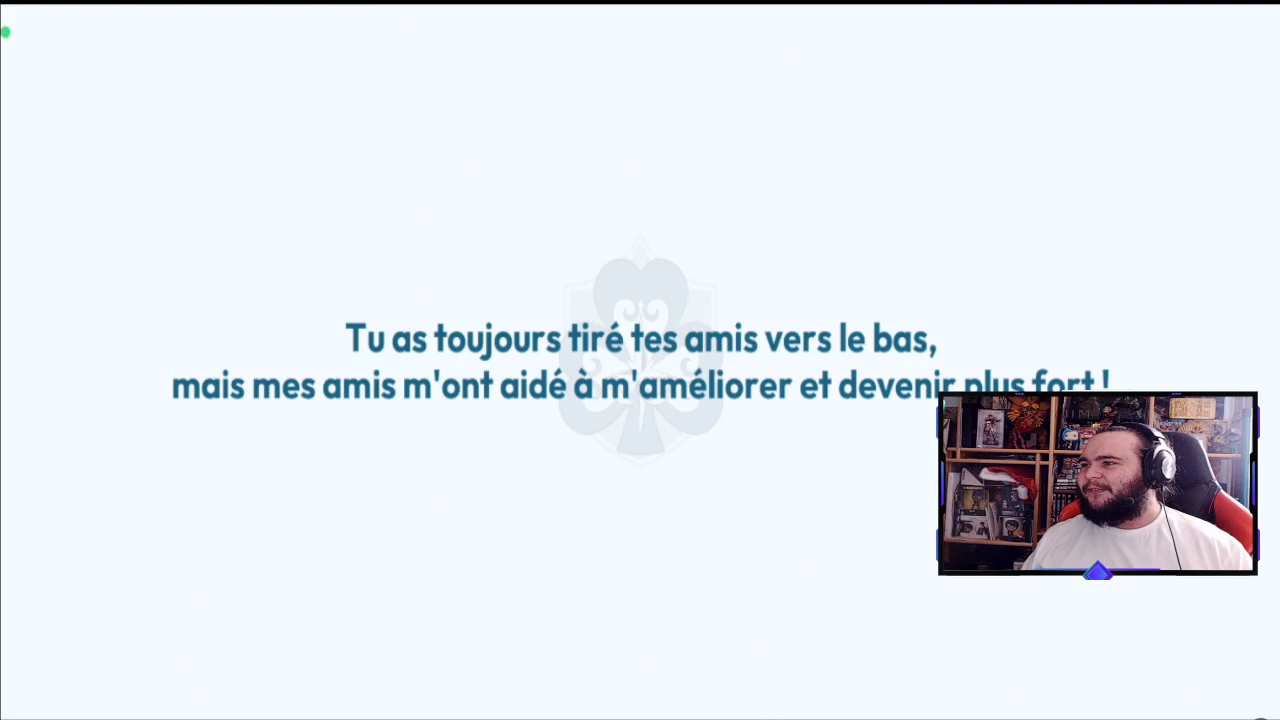 Tu as toujours tiré tes amis vers le bas,
mais mes amis m'ont aidé à m'améliorer et devenir plus fort !